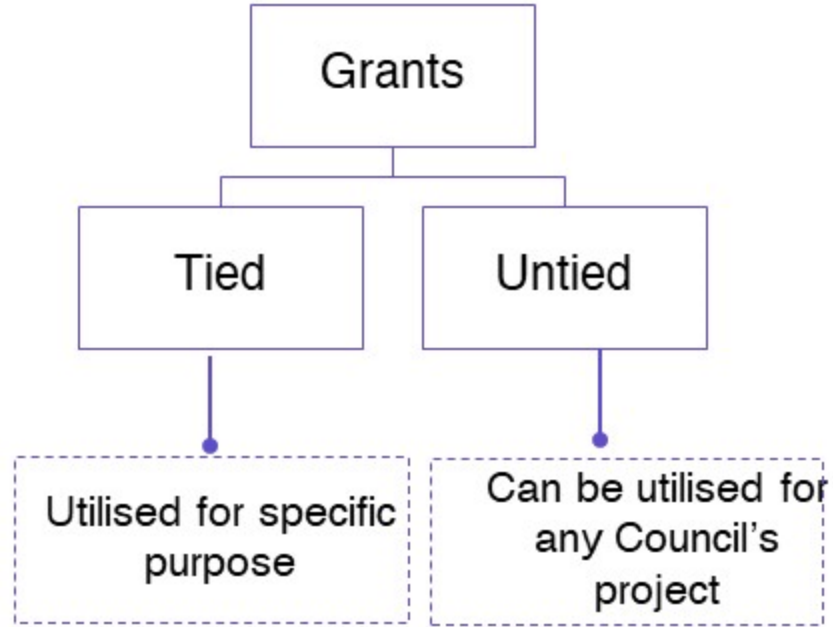 Grants
Tied
Untied
Utilised for specific
purpose
Can be utilised for
any Council’s
project